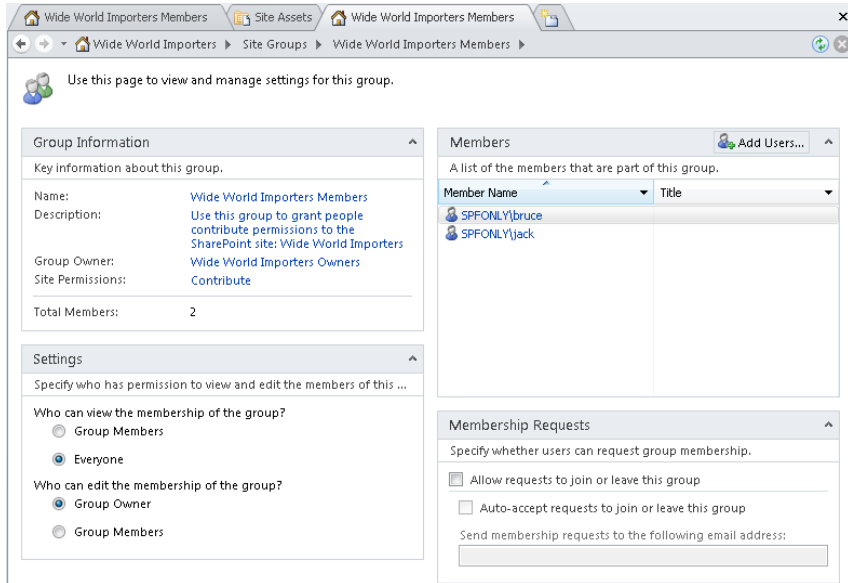 Wide World Importers Members
Site Assets
Wide World Importers Members
Wide World Importers
Site Groups
Wide World Importers Members
Use this page to view and manage settings for this group.
Group Information
Key information about this group.
Name: Wide World Importers Members
Description: Use this group to grant people
contribute permissions to the
SharePoint site: Wide World Importers
Group Owner: Wide World Importers Owners
Site Permissions: Contribute
Total Members: 2
Settings
Specify who has permission to view and edit the members of this ...
Who can view the membership of the group?
Group Members
Everyone
Who can edit the membership of the group?
Group Owner
Group Members
Members
Add Users...
A list of the members that are part of this group.
Member Name Title
SPFONLY\bruce
SPFONLY\jack
Membership Requests
Specify whether users can request group membership.
Allow requests to join or leave this group
Auto-accept requests to join or leave this group
Send membership requests to the following email address: